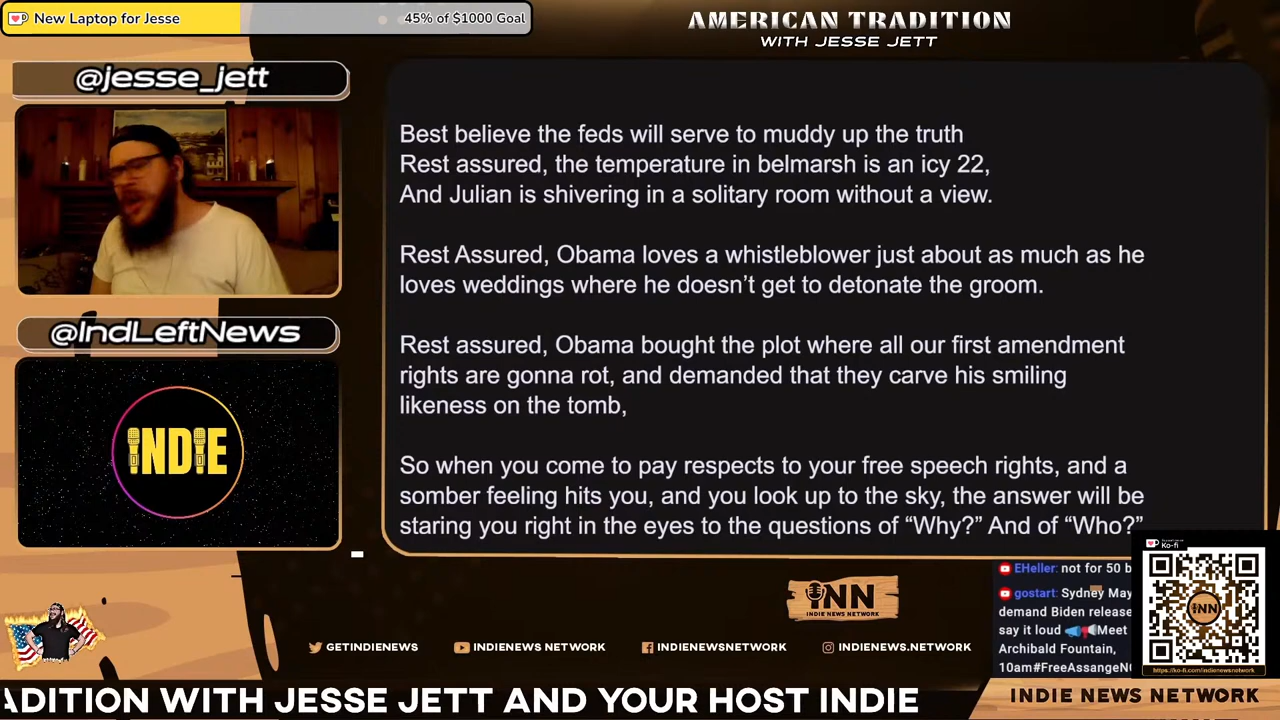 New Laptop for Jesse
45% of $1000 Goal
AMERICAN TRADITION
WITH JESSE JETT
@jesse_jett
Best believe the feds will serve to muddy up the truth
Rest assured, the temperature in belmarsh is an icy 22,
And Julian is shivering in a solitary room without a view.
Rest Assured, Obama loves a whistleblower just about as much as he
loves weddings where he doesn’t get to detonate the groom.
Rest assured, Obama bought the plot where all our first amendment
rights are gonna rot, and demanded that they carve his smiling
likeness on the tomb,
So when you come to pay respects to your free speech rights, and a
somber feeling hits you, and you look up to the sky, the answer will be
staring you right in the eyes to the questions of “Why?” And of “Who?”
@IndLeftNews
INDIE
INN
INDIE NEWS NETWORK
EHeller: not for 50 b
gostart: Sydney May
demand Biden release
say it loud Meet
Archibald Fountain,
10am#FreeAssangeN
Ko-fi
INN
https://ko-fi.com/indienewsnetwork
GETINDIENEWS
INDIENEWS NETWORK
INDIENEWSNETWORK
INDIENEWS.NETWORK
ADITION WITH JESSE JETT AND YOUR HOST INDIE
INDIE NEWS NETWORK